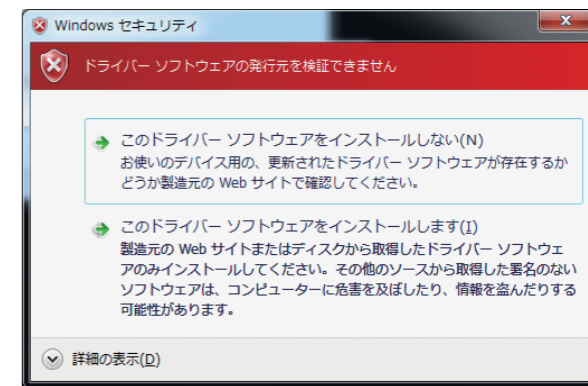 Windows セキュリティ
ドライバー ソフトウェアの発行元を検証できません
このドライバー ソフトウェアをインストールしない(N)
お使いのデバイス用の、更新されたドライバー ソフトウェアが存在するか
どうか製造元の Web サイトで確認してください。
このドライバー ソフトウェアをインストールします(I)
製造元の Web サイトまたはディスクから取得したドライバー ソフトウェ
アのみインストールしてください。その他のソースから取得した署名のない
ソフトウェアは、コンピューターに危害を及ぼしたり、情報を盗んだりする
可能性があります。
詳細の表示(D)